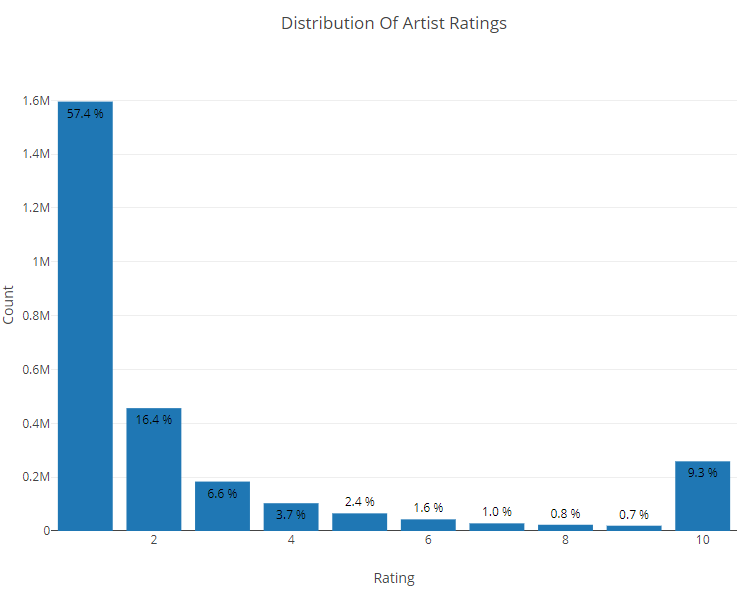 Distribution Of Artist Ratings
1.6M
1.4M
1.2M
1M
0.8M
0.6M
0.4M
0.2M
0
Count
57.4 %
16.4 %
6.6 %
3.7 %
2.4 %
1.6 %
1.0 %
0.8 %
0.7 %
9.3 %
2
4
6
8
10
Rating